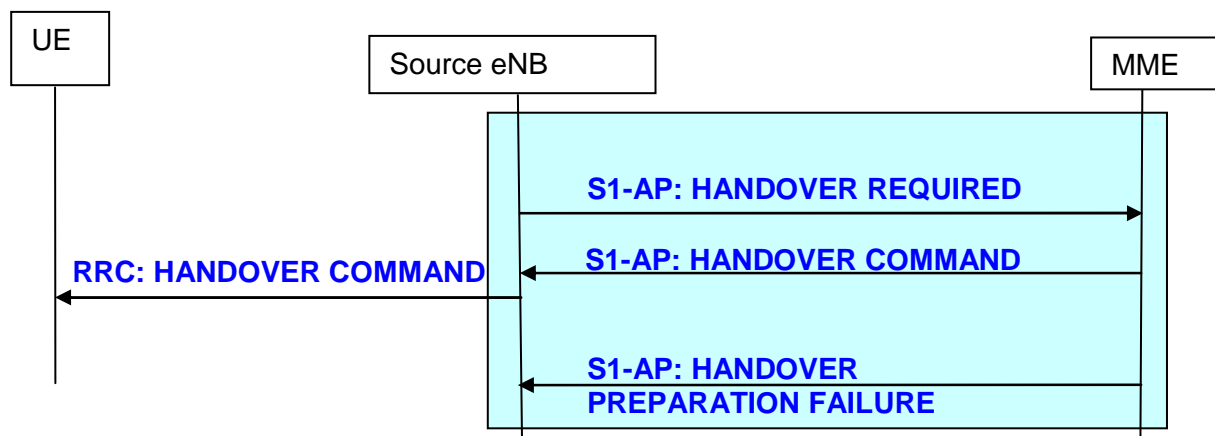 UE
Source eNB
MME
S1-AP: HANDOVER REQUIRED
S1-AP: HANDOVER COMMAND
RRC: HANDOVER COMMAND
S1-AP: HANDOVER
PREPARATION FAILURE